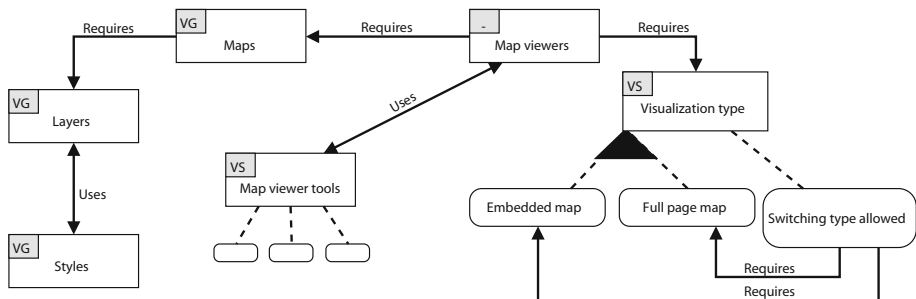 VG
Maps
Requires
Requires
-
Map viewers
Requires
VG
Layers
Uses
VS
Visualization type
VS
Map viewer tools
Uses
Embedded map
Full page map
Switching type allowed
VG
Styles
Requires
Requires